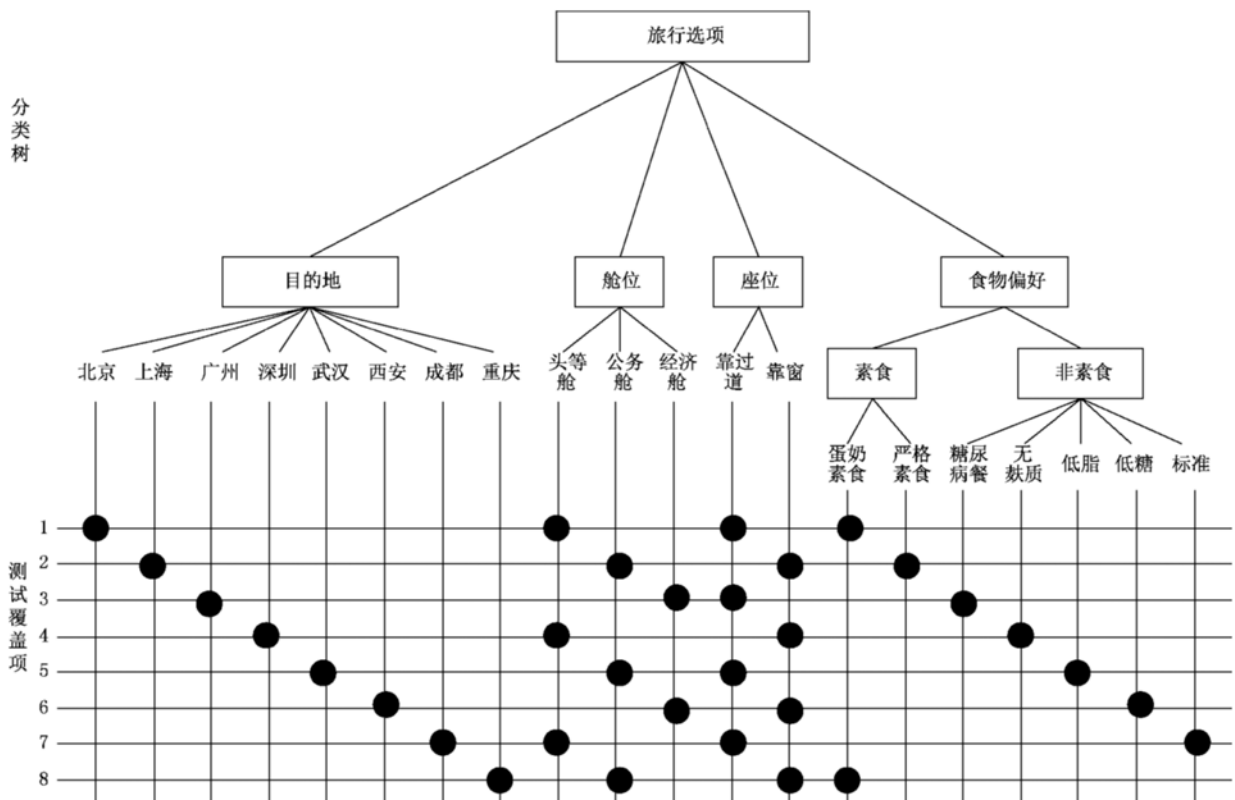 旅行选项
分类树
目的地
舱位
座位
食物偏好
北京
上海
广州
深圳
武汉
西安
成都
重庆
头等
舱
公务
舱
经济
舱
靠过
道
靠窗
素食
非素食
蛋奶
素食
严格
素食
糖尿
病餐
无
麸质
低脂
低糖
标准
测试覆盖项
1
2
3
4
5
6
7
8